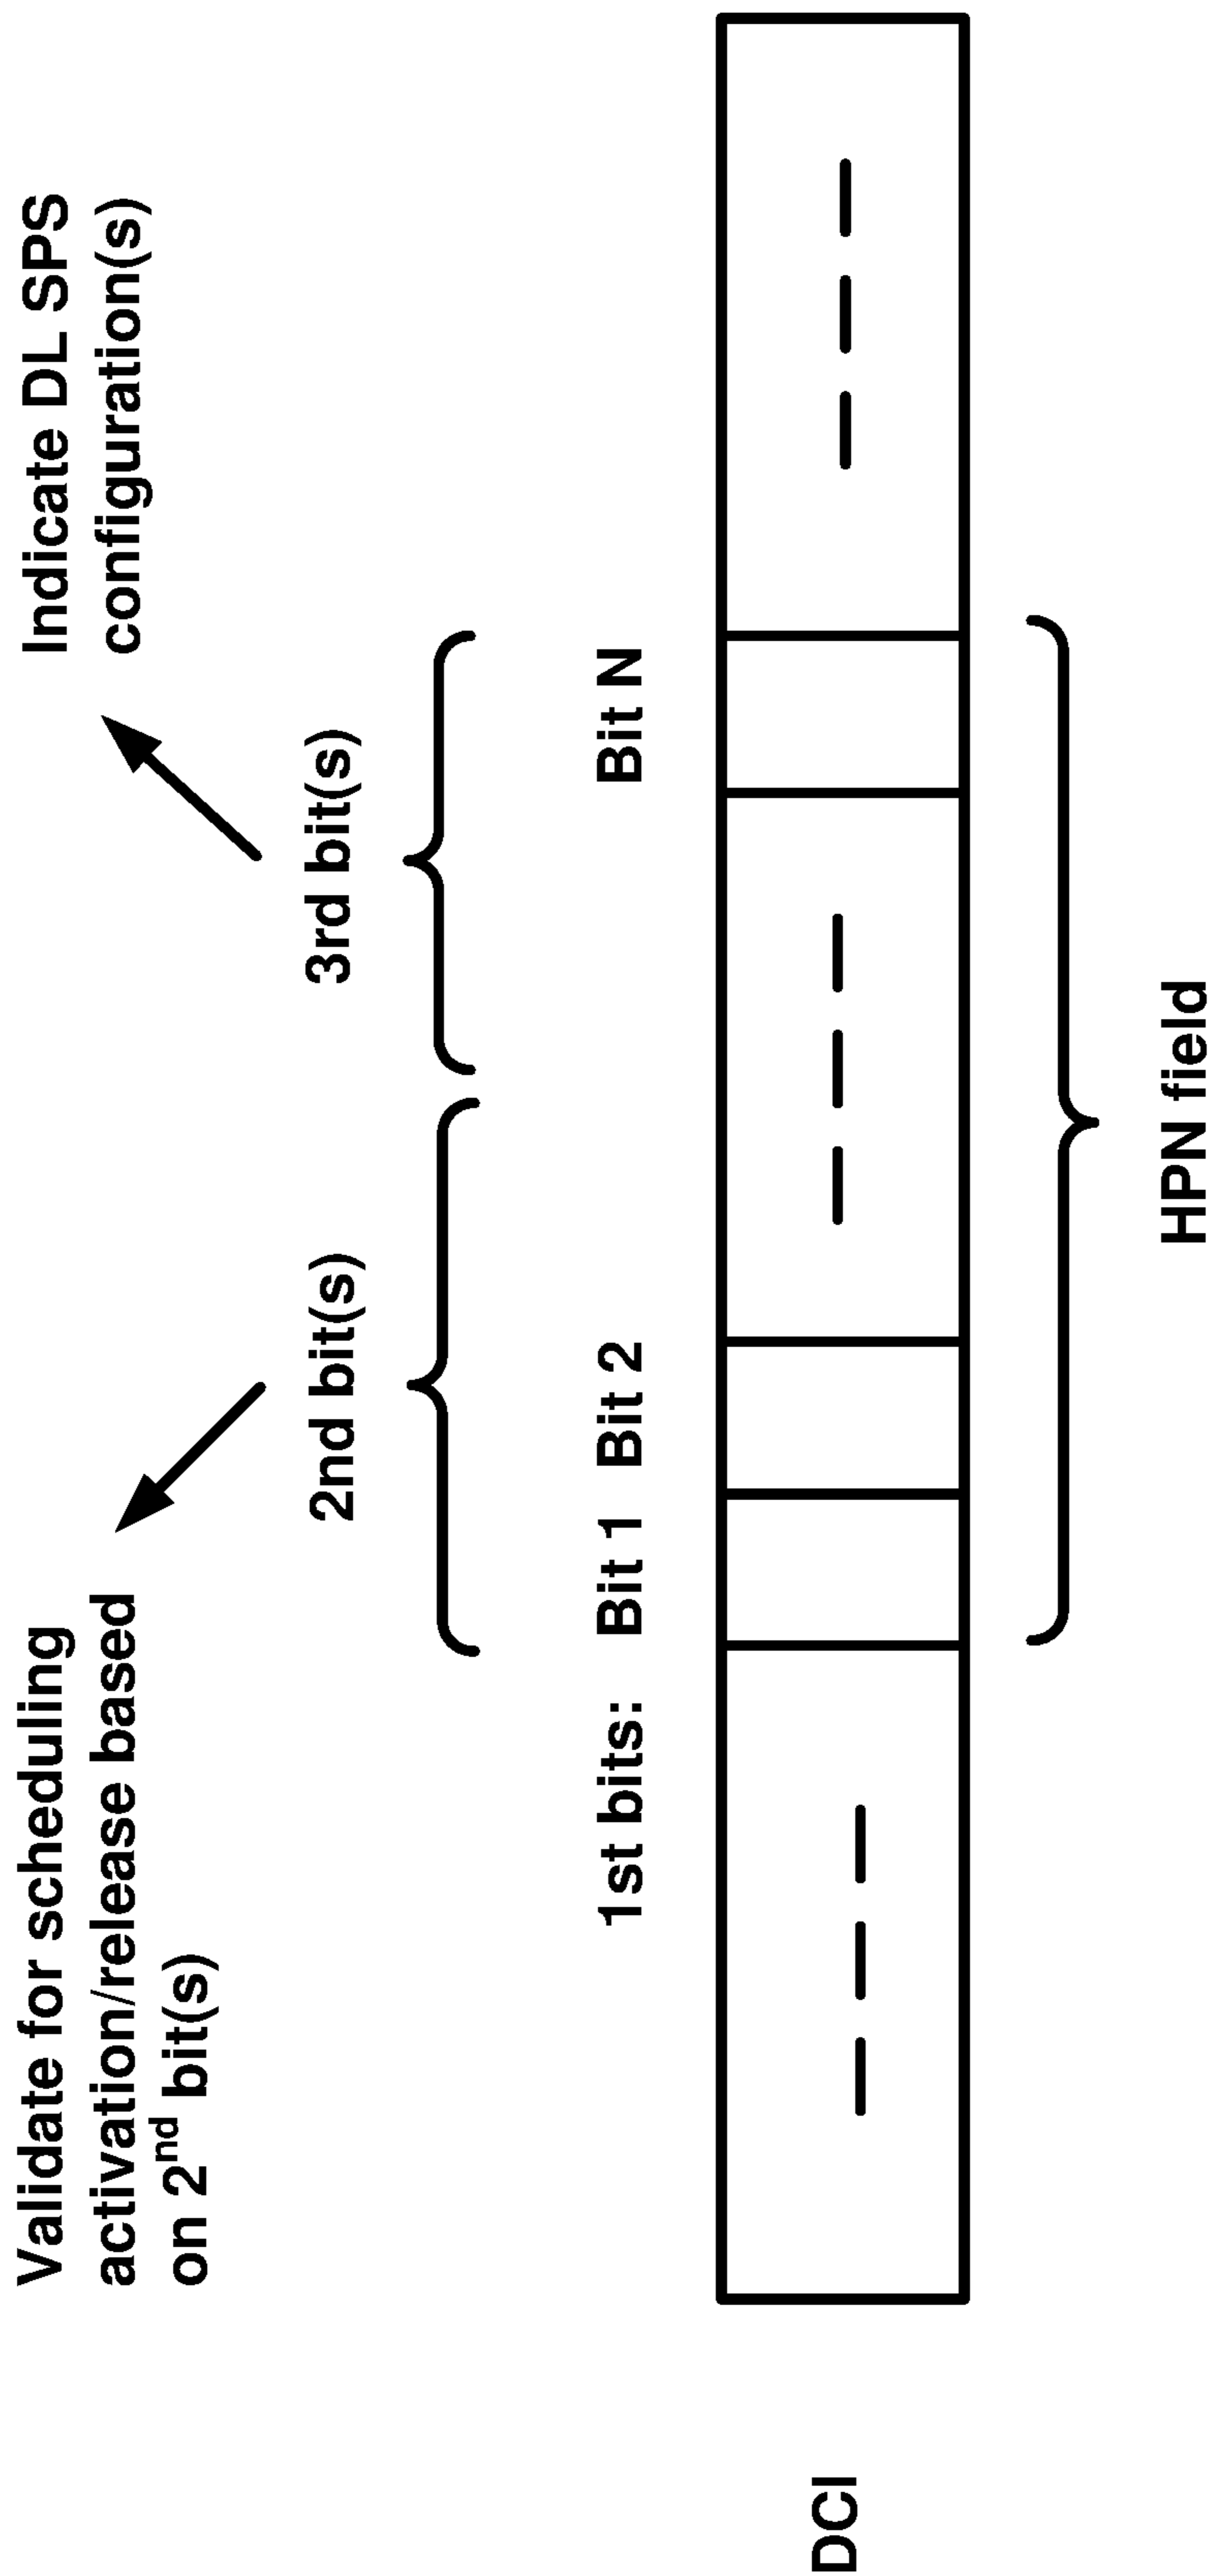 Validate for scheduling
activation/release based
on 2nd bit(s)
Indicate DL SPS
configuration(s)
2nd bit(s)
3rd bit(s)
1st bits: Bit 1 Bit 2 Bit N
DCI
HPN field